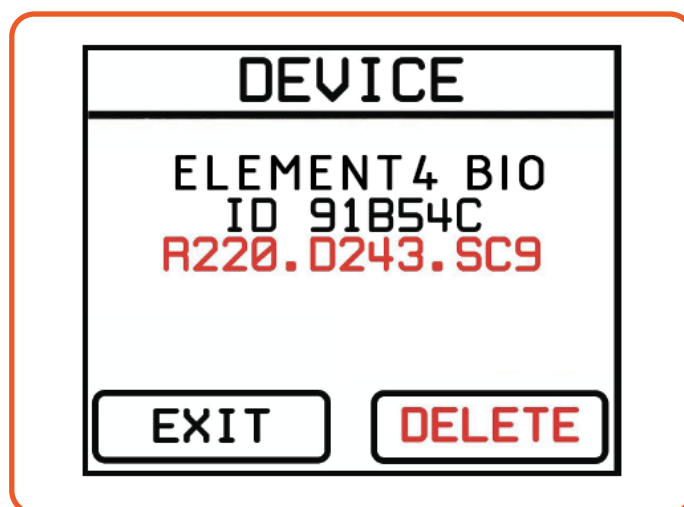 DEVICE
ELEMENT4 BIO
ID 91B54C
R220.D243.SC9
EXIT
DELETE